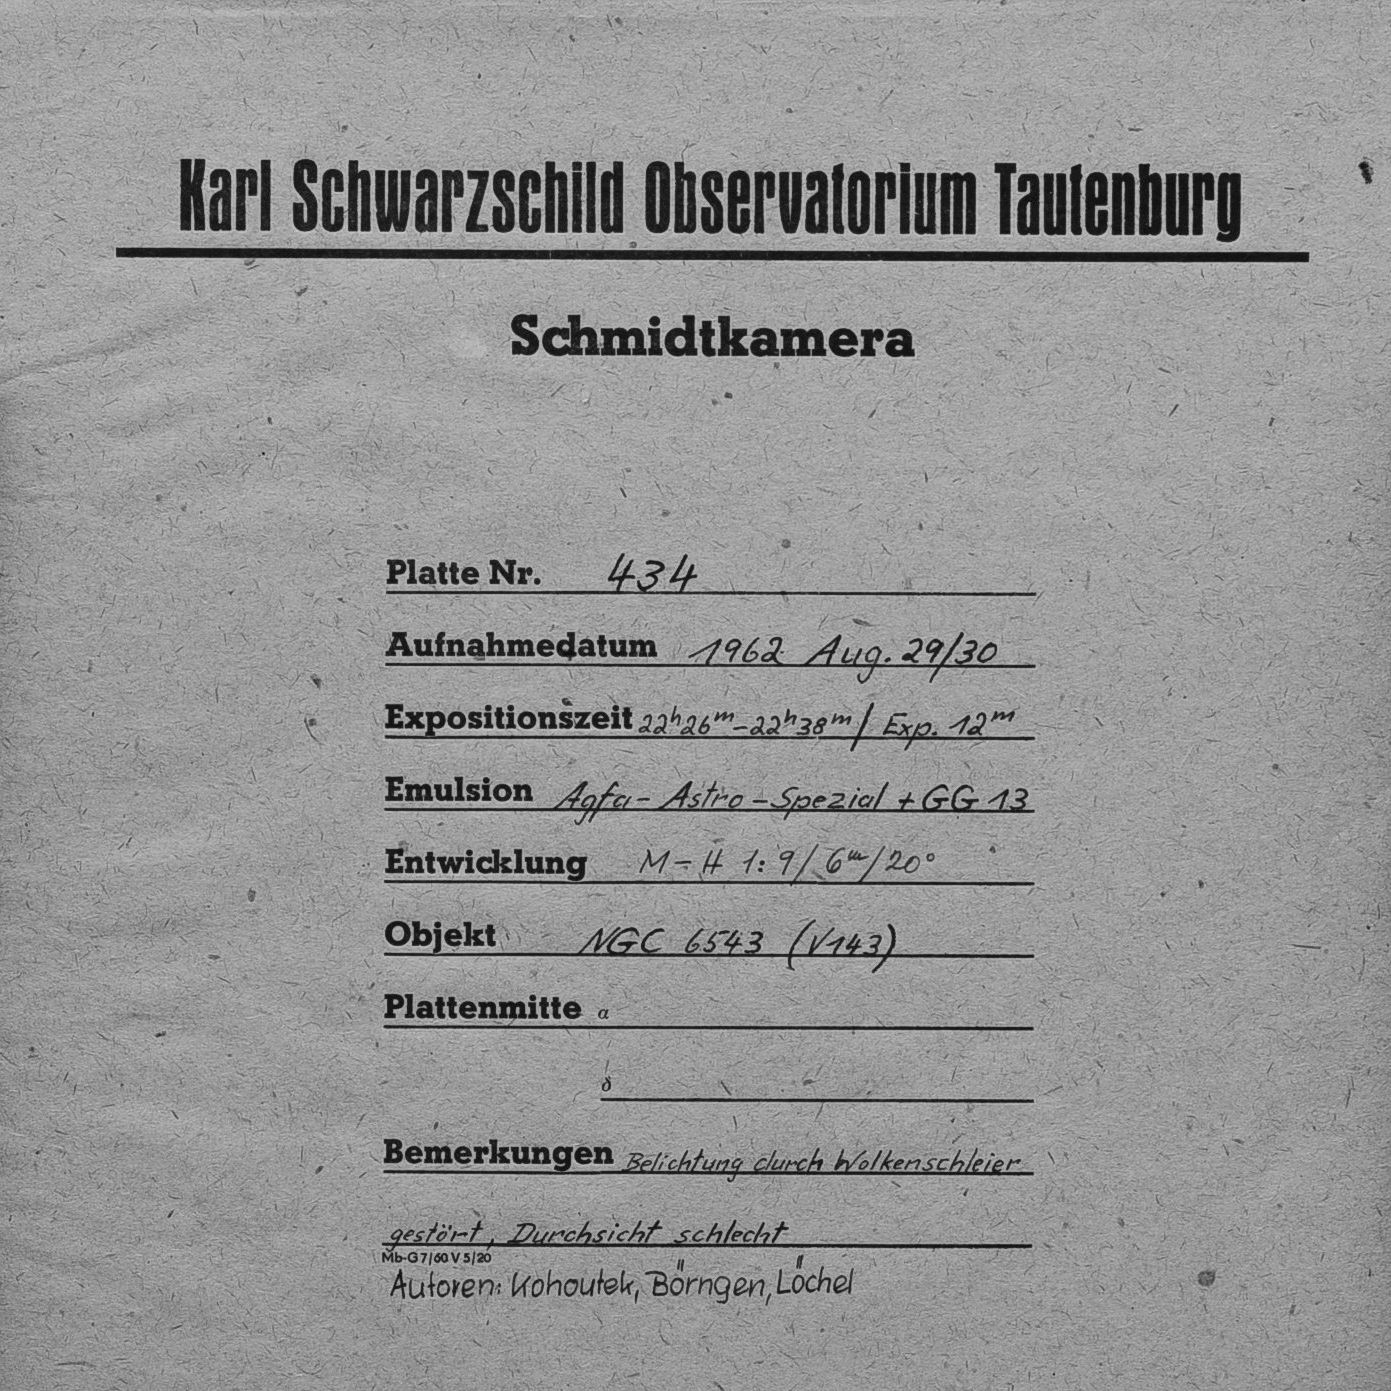 Karl Schwarzschild Observatorium Tautenburg
Schmidtkamera
Platte Nr. 434
Aufnahmedatum 1962 Aug. 29/30
Expositionszeit 22ʰ26ᵐ–22ʰ38ᵐ/ Exp. 12ᵐ
Emulsion Agfa-Astro-Spezial + GG 13
Entwicklung M-H 1:9/6ᵐ/20°
Objekt NGC 6543 (V143)
Plattenmitte α
δ
Bemerkungen Belichtung durch Wolkenschleier
gestört, Durchsicht schlecht
Mb-G 7/60 V 5/20
Autoren: Kohoutek, Börngen, Löchel